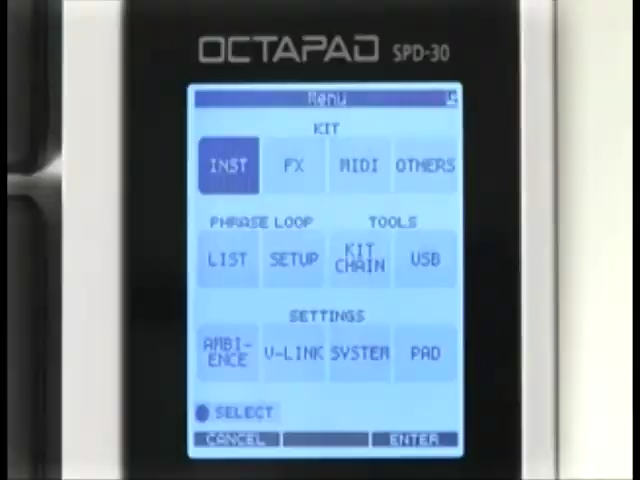 OCTAPAD SPD-30
Menu
KIT
INST FX MIDI OTHERS
PHRASE LOOP TOOLS
LIST SETUP KIT CHAIN USB
SETTINGS
AMBI-ENCE V-LINK SYSTEM PAD
SELECT
CANCEL ENTER